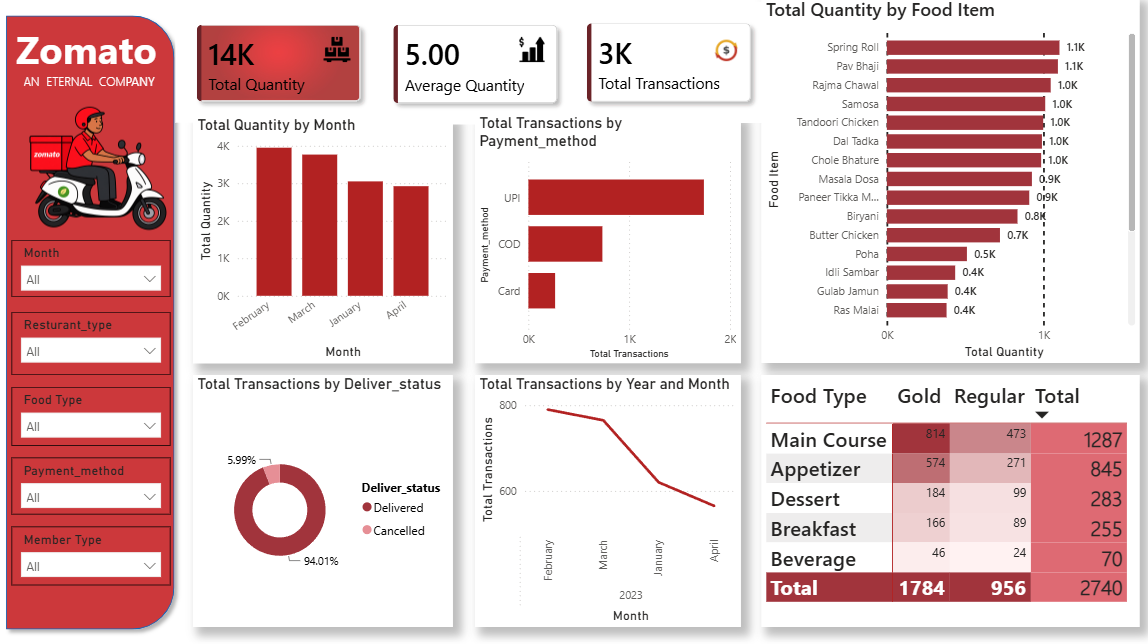 Zomato
AN ETERNAL COMPANY
zomato
Month
All
Resturant_type
All
Food Type
All
Payment_method
All
Member Type
All
14K
Total Quantity
5.00
Average Quantity
$
3K
Total Transactions
$
Total Quantity by Month
4K
3K
2K
1K
0K
Total Quantity
February
March
January
April
Month
Total Transactions by
Payment_method
Payment_method
UPI
COD
Card
0K
1K
2K
Total Transactions
Total Quantity by Food Item
Food Item
Spring Roll 1.1K
Pav Bhaji 1.1K
Rajma Chawal 1.0K
Samosa 1.0K
Tandoori Chicken 1.0K
Dal Tadka 1.0K
Chole Bhature 1.0K
Masala Dosa 0.9K
Paneer Tikka M... 0.9K
Biryani 0.8K
Butter Chicken 0.7K
Poha 0.5K
Idli Sambar 0.4K
Gulab Jamun 0.4K
Ras Malai 0.4K
0K 1K
Total Quantity
Total Transactions by Deliver_status
5.99%
94.01%
Deliver_status
Delivered
Cancelled
Total Transactions by Year and Month
800
600
Total Transactions
February
March
January
April
2023
Month
Food Type Gold Regular Total
Main Course 814 473 1287
Appetizer 574 271 845
Dessert 184 99 283
Breakfast 166 89 255
Beverage 46 24 70
Total 1784 956 2740